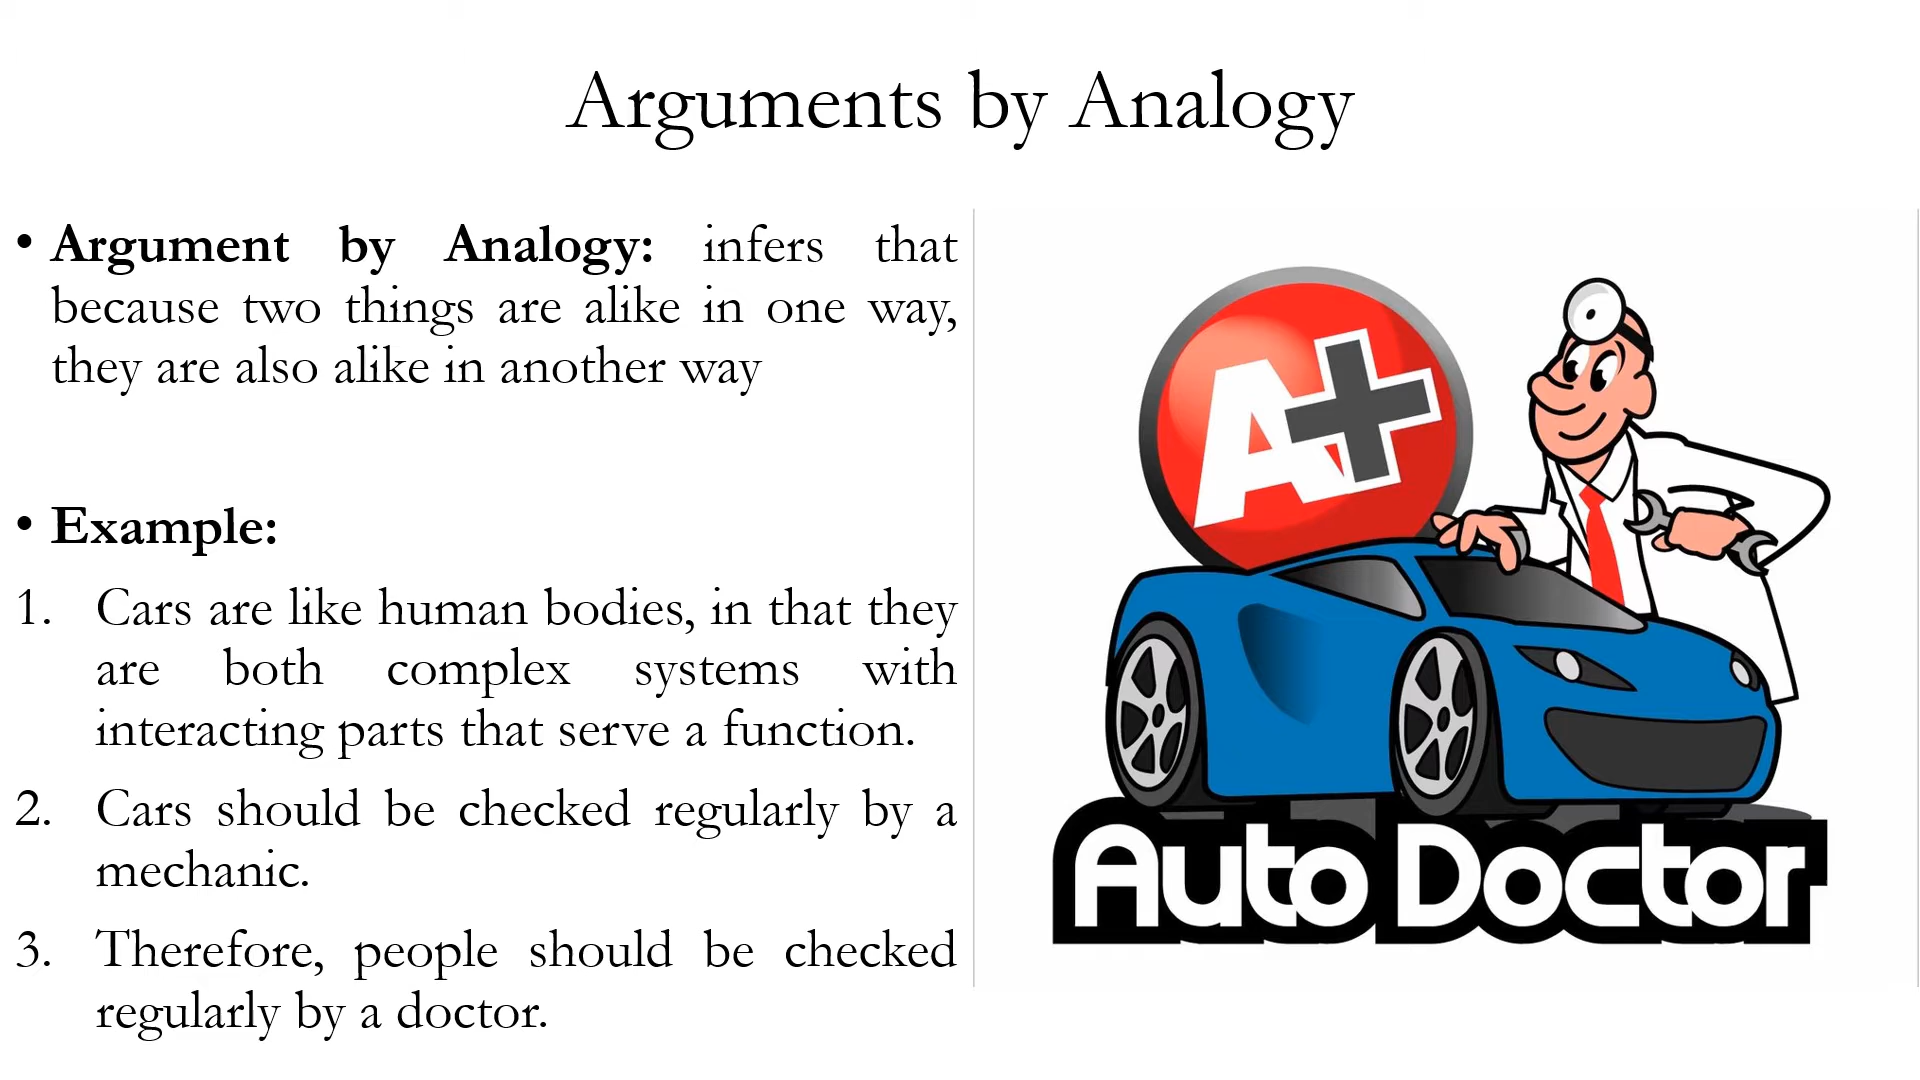 Arguments by Analogy
• Argument by Analogy: infers that
because two things are alike in one way,
they are also alike in another way
• Example:
1. Cars are like human bodies, in that they
are both complex systems with
interacting parts that serve a function.
2. Cars should be checked regularly by a
mechanic.
3. Therefore, people should be checked
regularly by a doctor.
A+
Auto Doctor